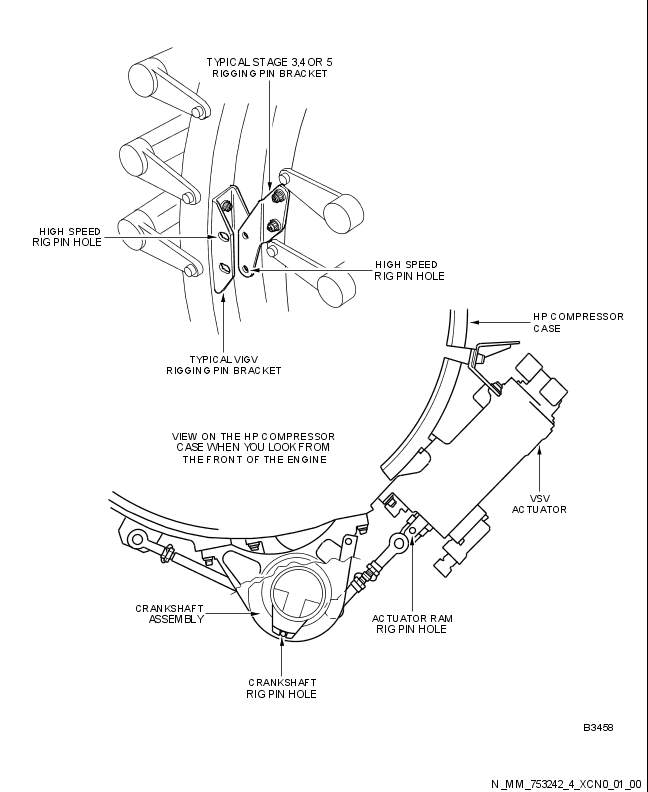 TYPICAL STAGE 3,4 OR 5
RIGGING PIN BRACKET
HIGH SPEED
RIG PIN HOLE
HIGH SPEED
RIG PIN HOLE
HP COMPRESSOR
CASE
TYPICAL VIGV
RIGGING PIN BRACKET
VIEW ON THE HP COMPRESSOR
CASE WHEN YOU LOOK FROM
THE FRONT OF THE ENGINE
VSV
ACTUATOR
CRANKSHAFT
ASSEMBLY
ACTUATOR RAM
RIG PIN HOLE
CRANKSHAFT
RIG PIN HOLE
B3458
N_MM_753242_4_XCN0_01_00